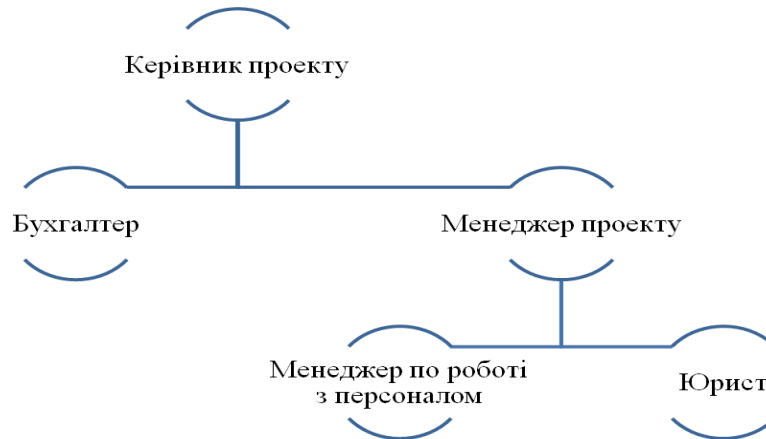 Керівник проекту
Бухгалтер
Менеджер проекту
Менеджер по роботі
з персоналом
Юрист